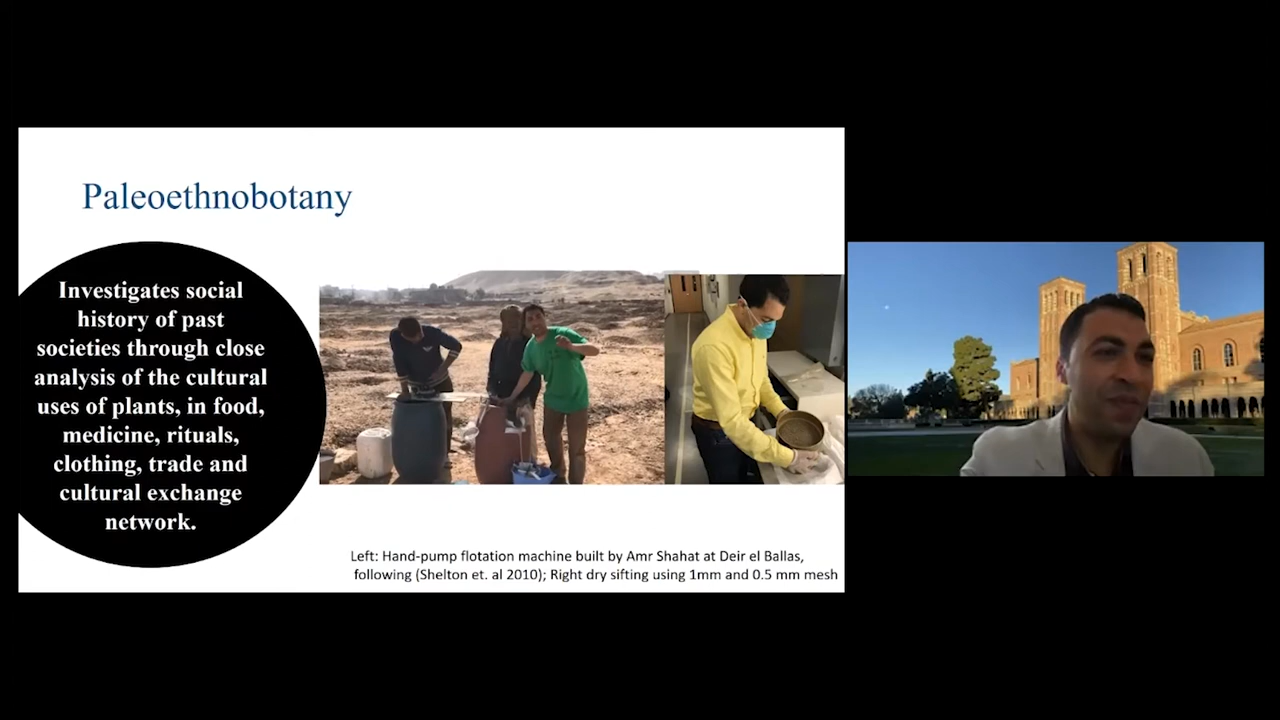 Paleoethnobotany
Investigates social
history of past
societies through close
analysis of the cultural
uses of plants, in food,
medicine, rituals,
clothing, trade and
cultural exchange
network.
Left: Hand-pump flotation machine built by Amr Shahat at Deir el Ballas,
following (Shelton et. al 2010); Right dry sifting using 1mm and 0.5 mm mesh